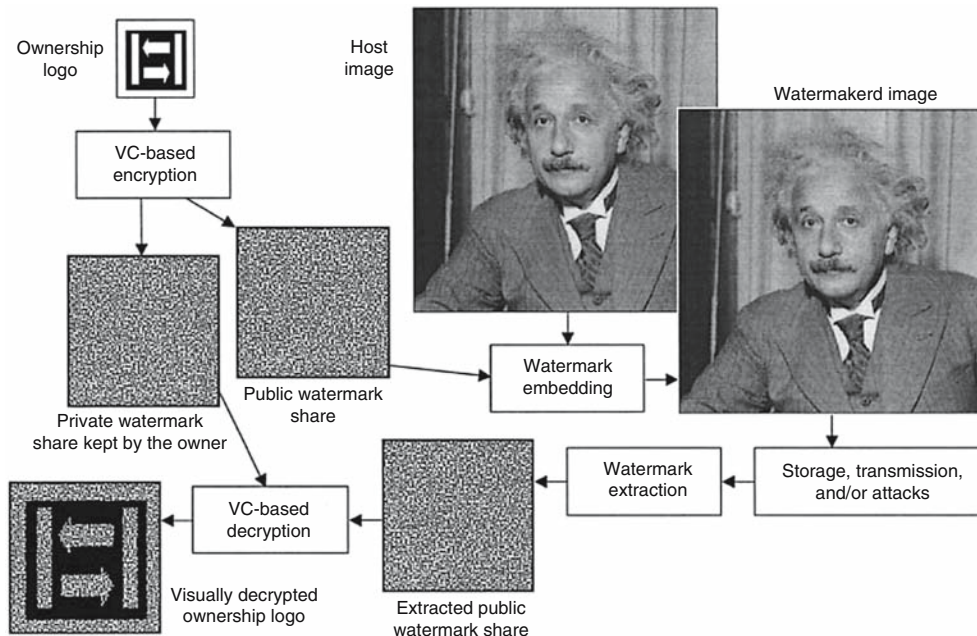 Ownership
logo
Host
image
Watermakerd image
VC-based
encryption
Public watermark
share
Watermark
embedding
Private watermark
share kept by the owner
VC-based
decryption
Watermark
extraction
Storage, transmission,
and/or attacks
Visually decrypted
ownership logo
Extracted public
watermark share